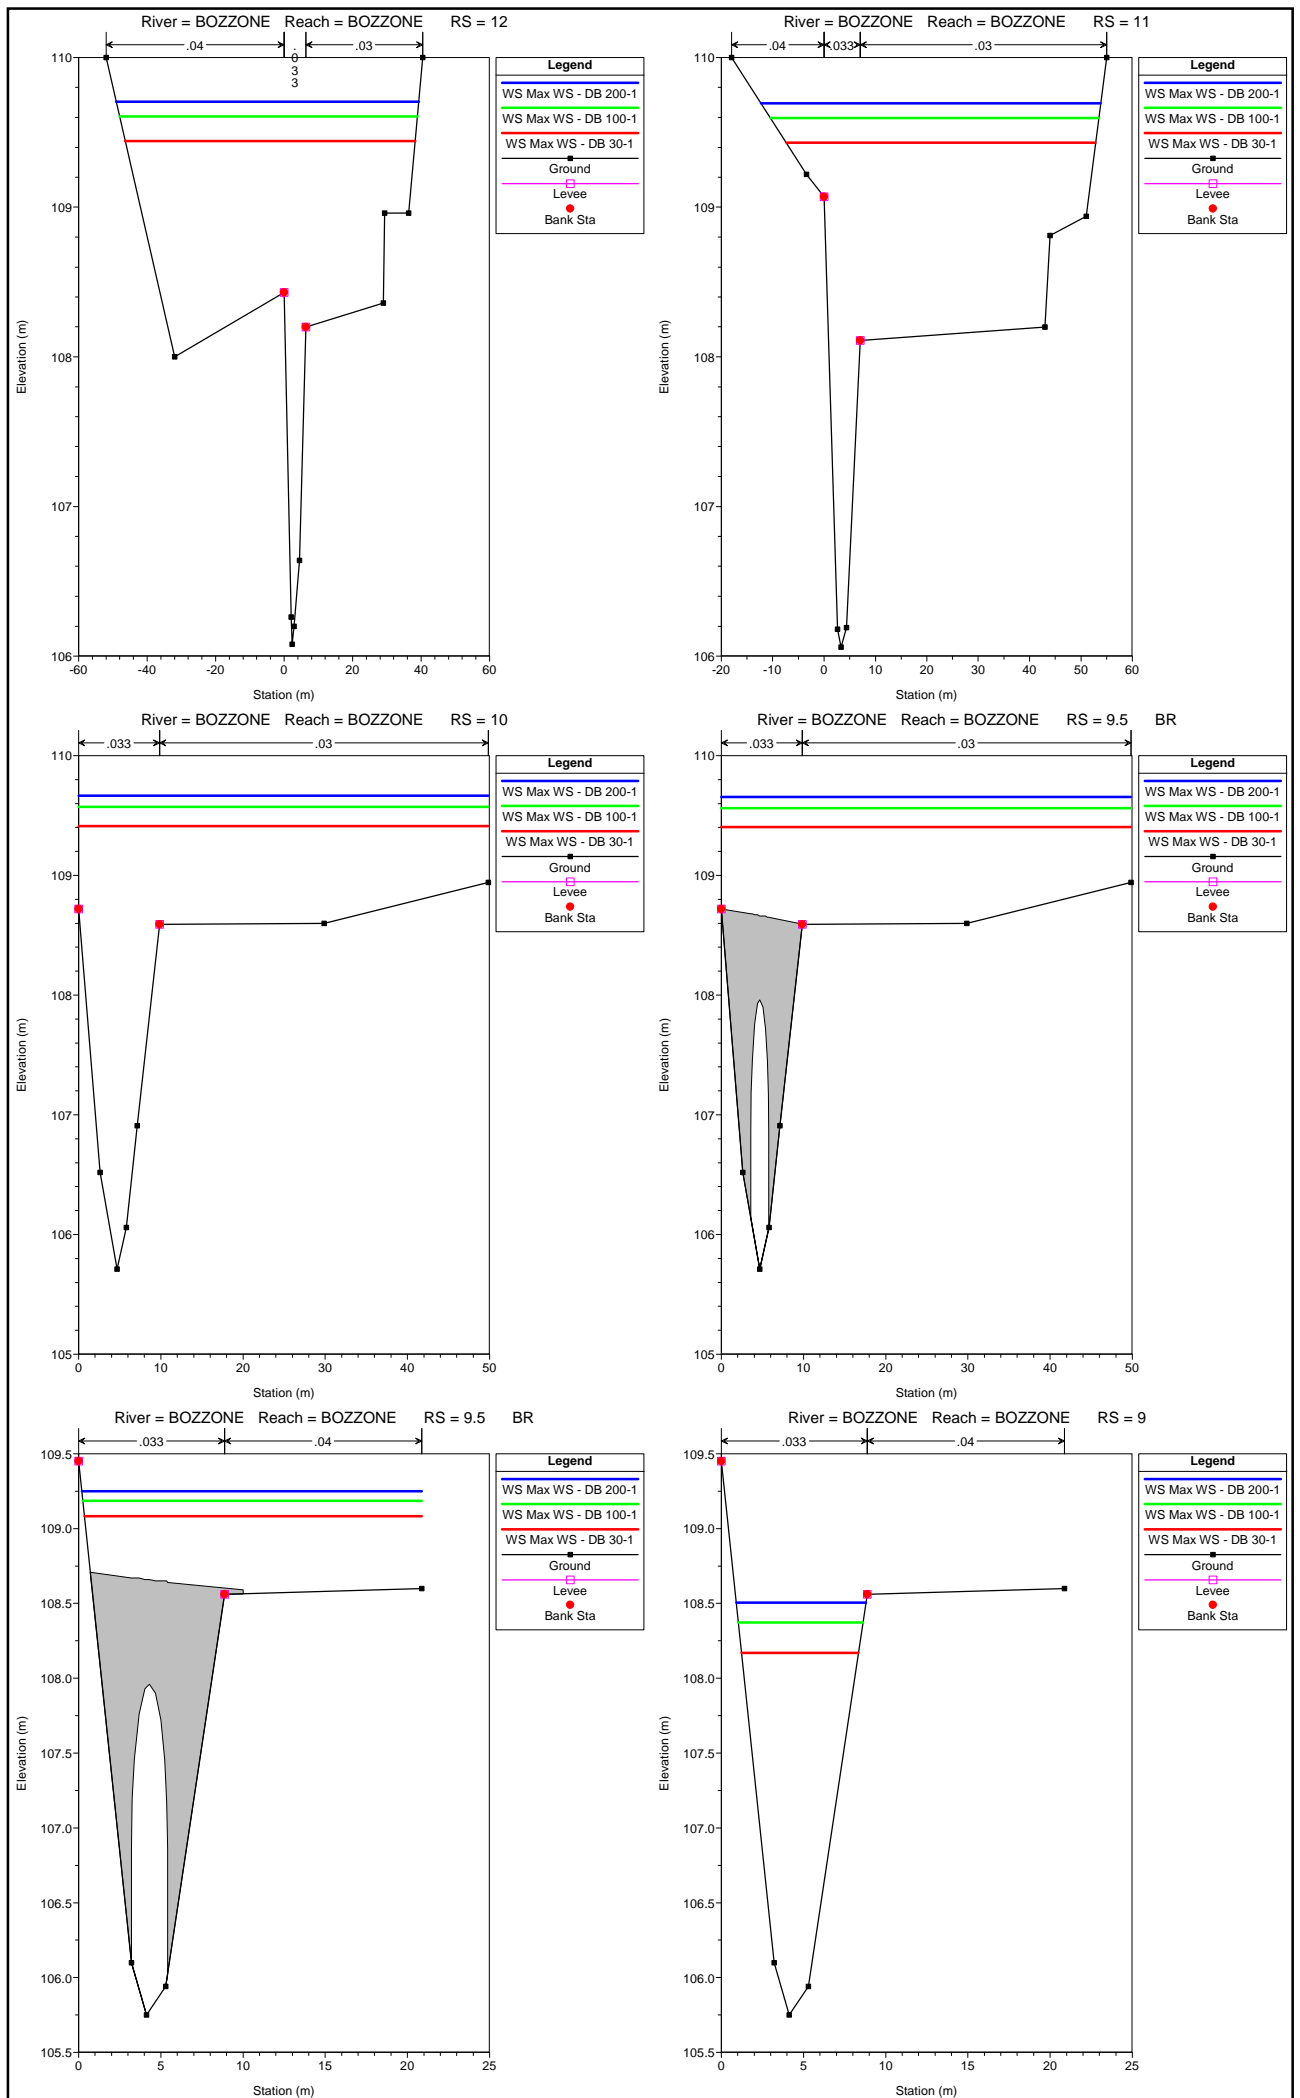 River = BOZZONE Reach = BOZZONE RS = 12
.04
.033
.03
Legend
WS Max WS - DB 200-1
WS Max WS - DB 100-1
WS Max WS - DB 30-1
Ground
Levee
Bank Sta
110
109
108
107
106
-60
-40
-20
0
20
40
60
Elevation (m)
Station (m)
River = BOZZONE Reach = BOZZONE RS = 11
.04
.033
.03
Legend
WS Max WS - DB 200-1
WS Max WS - DB 100-1
WS Max WS - DB 30-1
Ground
Levee
Bank Sta
110
109
108
107
106
-20
-10
0
10
20
30
40
50
60
Elevation (m)
Station (m)
River = BOZZONE Reach = BOZZONE RS = 10
.033
.03
Legend
WS Max WS - DB 200-1
WS Max WS - DB 100-1
WS Max WS - DB 30-1
Ground
Levee
Bank Sta
110
109
108
107
106
105
0
10
20
30
40
50
Elevation (m)
Station (m)
River = BOZZONE Reach = BOZZONE RS = 9.5 BR
.033
.03
Legend
WS Max WS - DB 200-1
WS Max WS - DB 100-1
WS Max WS - DB 30-1
Ground
Levee
Bank Sta
110
109
108
107
106
105
0
10
20
30
40
50
Elevation (m)
Station (m)
River = BOZZONE Reach = BOZZONE RS = 9.5 BR
.033
.04
Legend
WS Max WS - DB 200-1
WS Max WS - DB 100-1
WS Max WS - DB 30-1
Ground
Levee
Bank Sta
109.5
109.0
108.5
108.0
107.5
107.0
106.5
106.0
105.5
0
5
10
15
20
25
Elevation (m)
Station (m)
River = BOZZONE Reach = BOZZONE RS = 9
.033
.04
Legend
WS Max WS - DB 200-1
WS Max WS - DB 100-1
WS Max WS - DB 30-1
Ground
Levee
Bank Sta
109.5
109.0
108.5
108.0
107.5
107.0
106.5
106.0
105.5
0
5
10
15
20
25
Elevation (m)
Station (m)